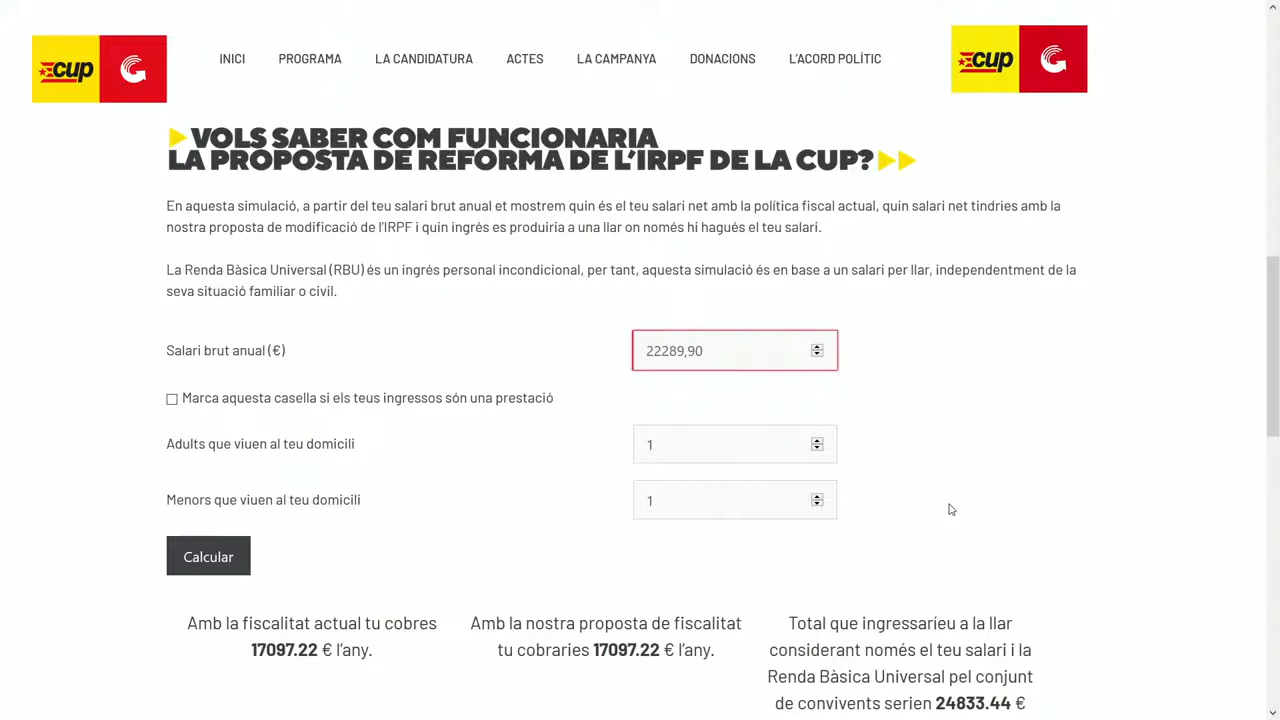 cup
INICI PROGRAMA LA CANDIDATURA ACTES LA CAMPANYA DONACIONS L'ACORD POLÍTIC
cup
VOLS SABER COM FUNCIONARIA
LA PROPOSTA DE REFORMA DE L'IRPF DE LA CUP?
En aquesta simulació, a partir del teu salari brut anual et mostrem quin és el teu salari net amb la política fiscal actual, quin salari net tindries amb la
nostra proposta de modificació de l'IRPF i quin ingrés es produiria a una llar on només hi hagués el teu salari.
La Renda Bàsica Universal (RBU) és un ingrés personal incondicional, per tant, aquesta simulació és en base a un salari per llar, independentment de la
seva situació familiar o civil.
Salari brut anual (€) 22289,90
Marca aquesta casella si els teus ingressos són una prestació
Adults que viuen al teu domicili 1
Menors que viuen al teu domicili 1
Calcular
Amb la fiscalitat actual tu cobres
17097.22 € l'any.
Amb la nostra proposta de fiscalitat
tu cobraries 17097.22 € l'any.
Total que ingressaríeu a la llar
considerant només el teu salari i la
Renda Bàsica Universal pel conjunt
de convivents serien 24833.44 €